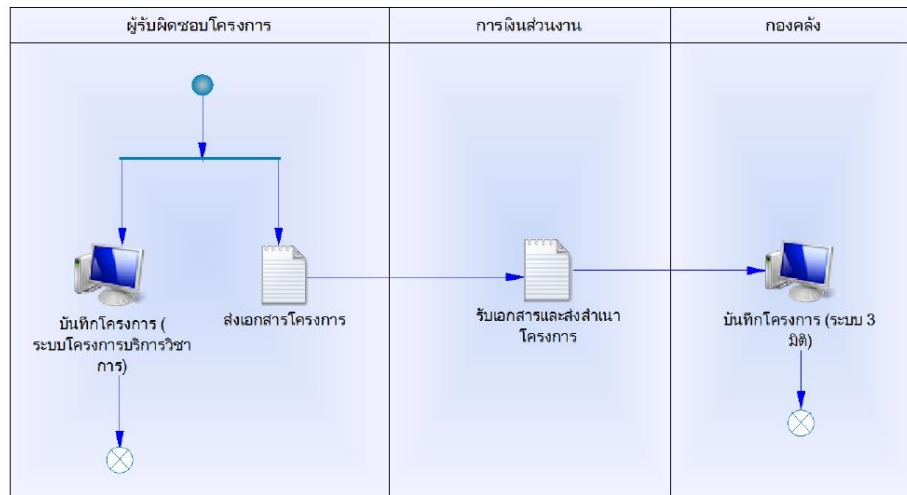 ผู้รับผิดชอบโครงการ
การเงินส่วนงาน
กองคลัง
บันทึกโครงการ (
ระบบโครงการบริการวิชา
การ)
ส่งเอกสารโครงการ
รับเอกสารและส่งสำเนา
โครงการ
บันทึกโครงการ (ระบบ 3
มิติ)